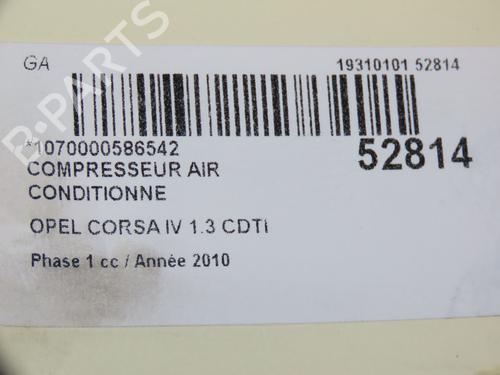 GA
19310101 52814
*1070000586542
52814
COMPRESSEUR AIR
CONDITIONNE
OPEL CORSA IV 1.3 CDTI
Phase 1 cc / Année 2010
B-PARTS